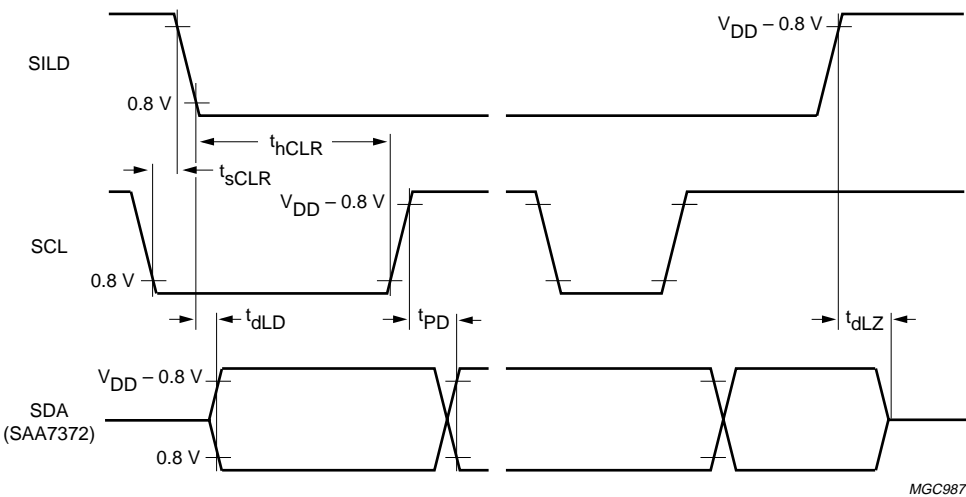 V_DD – 0.8 V
SILD
0.8 V
t_hCLR
t_sCLR
V_DD – 0.8 V
SCL
0.8 V
t_dLD
t_PD
t_dLZ
V_DD – 0.8 V
SDA
(SAA7372)
0.8 V
MGC987